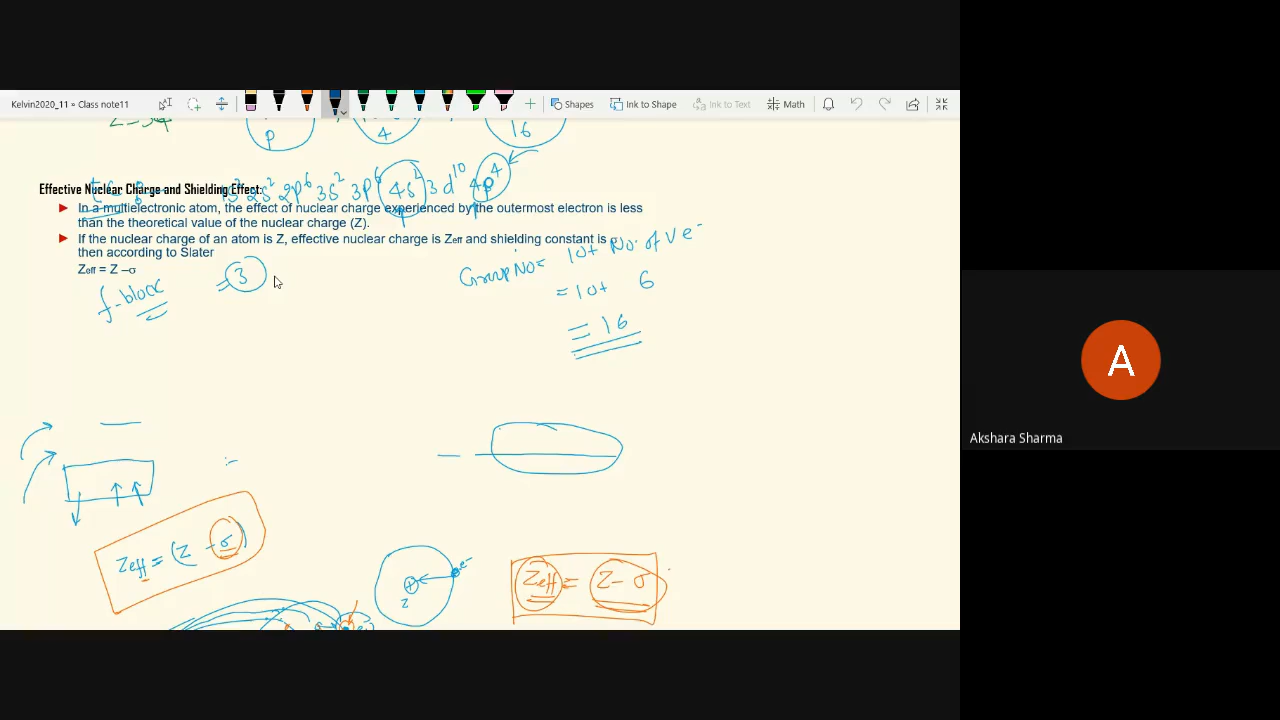 Kelvin2020_11 » Class note11
Shapes
Ink to Shape
Ink to Text
Math
p
4
16
1s² 2s² 2p⁶ 3s² 3p⁶ 4s² 3d¹⁰ 4p⁴
Effective Nuclear Charge and Shielding Effect:
In a multielectronic atom, the effect of nuclear charge experienced by the outermost electron is less
than the theoretical value of the nuclear charge (Z).
If the nuclear charge of an atom is Z, effective nuclear charge is Zeff and shielding constant is
then according to Slater
Zeff = Z –σ
f-block
= 3
Group No = 10+ No. of V e⁻
= 10+ 6
= 16
Zeff = (Z - σ)
e⁻
+
z
Zeff = Z - σ
A
Akshara Sharma